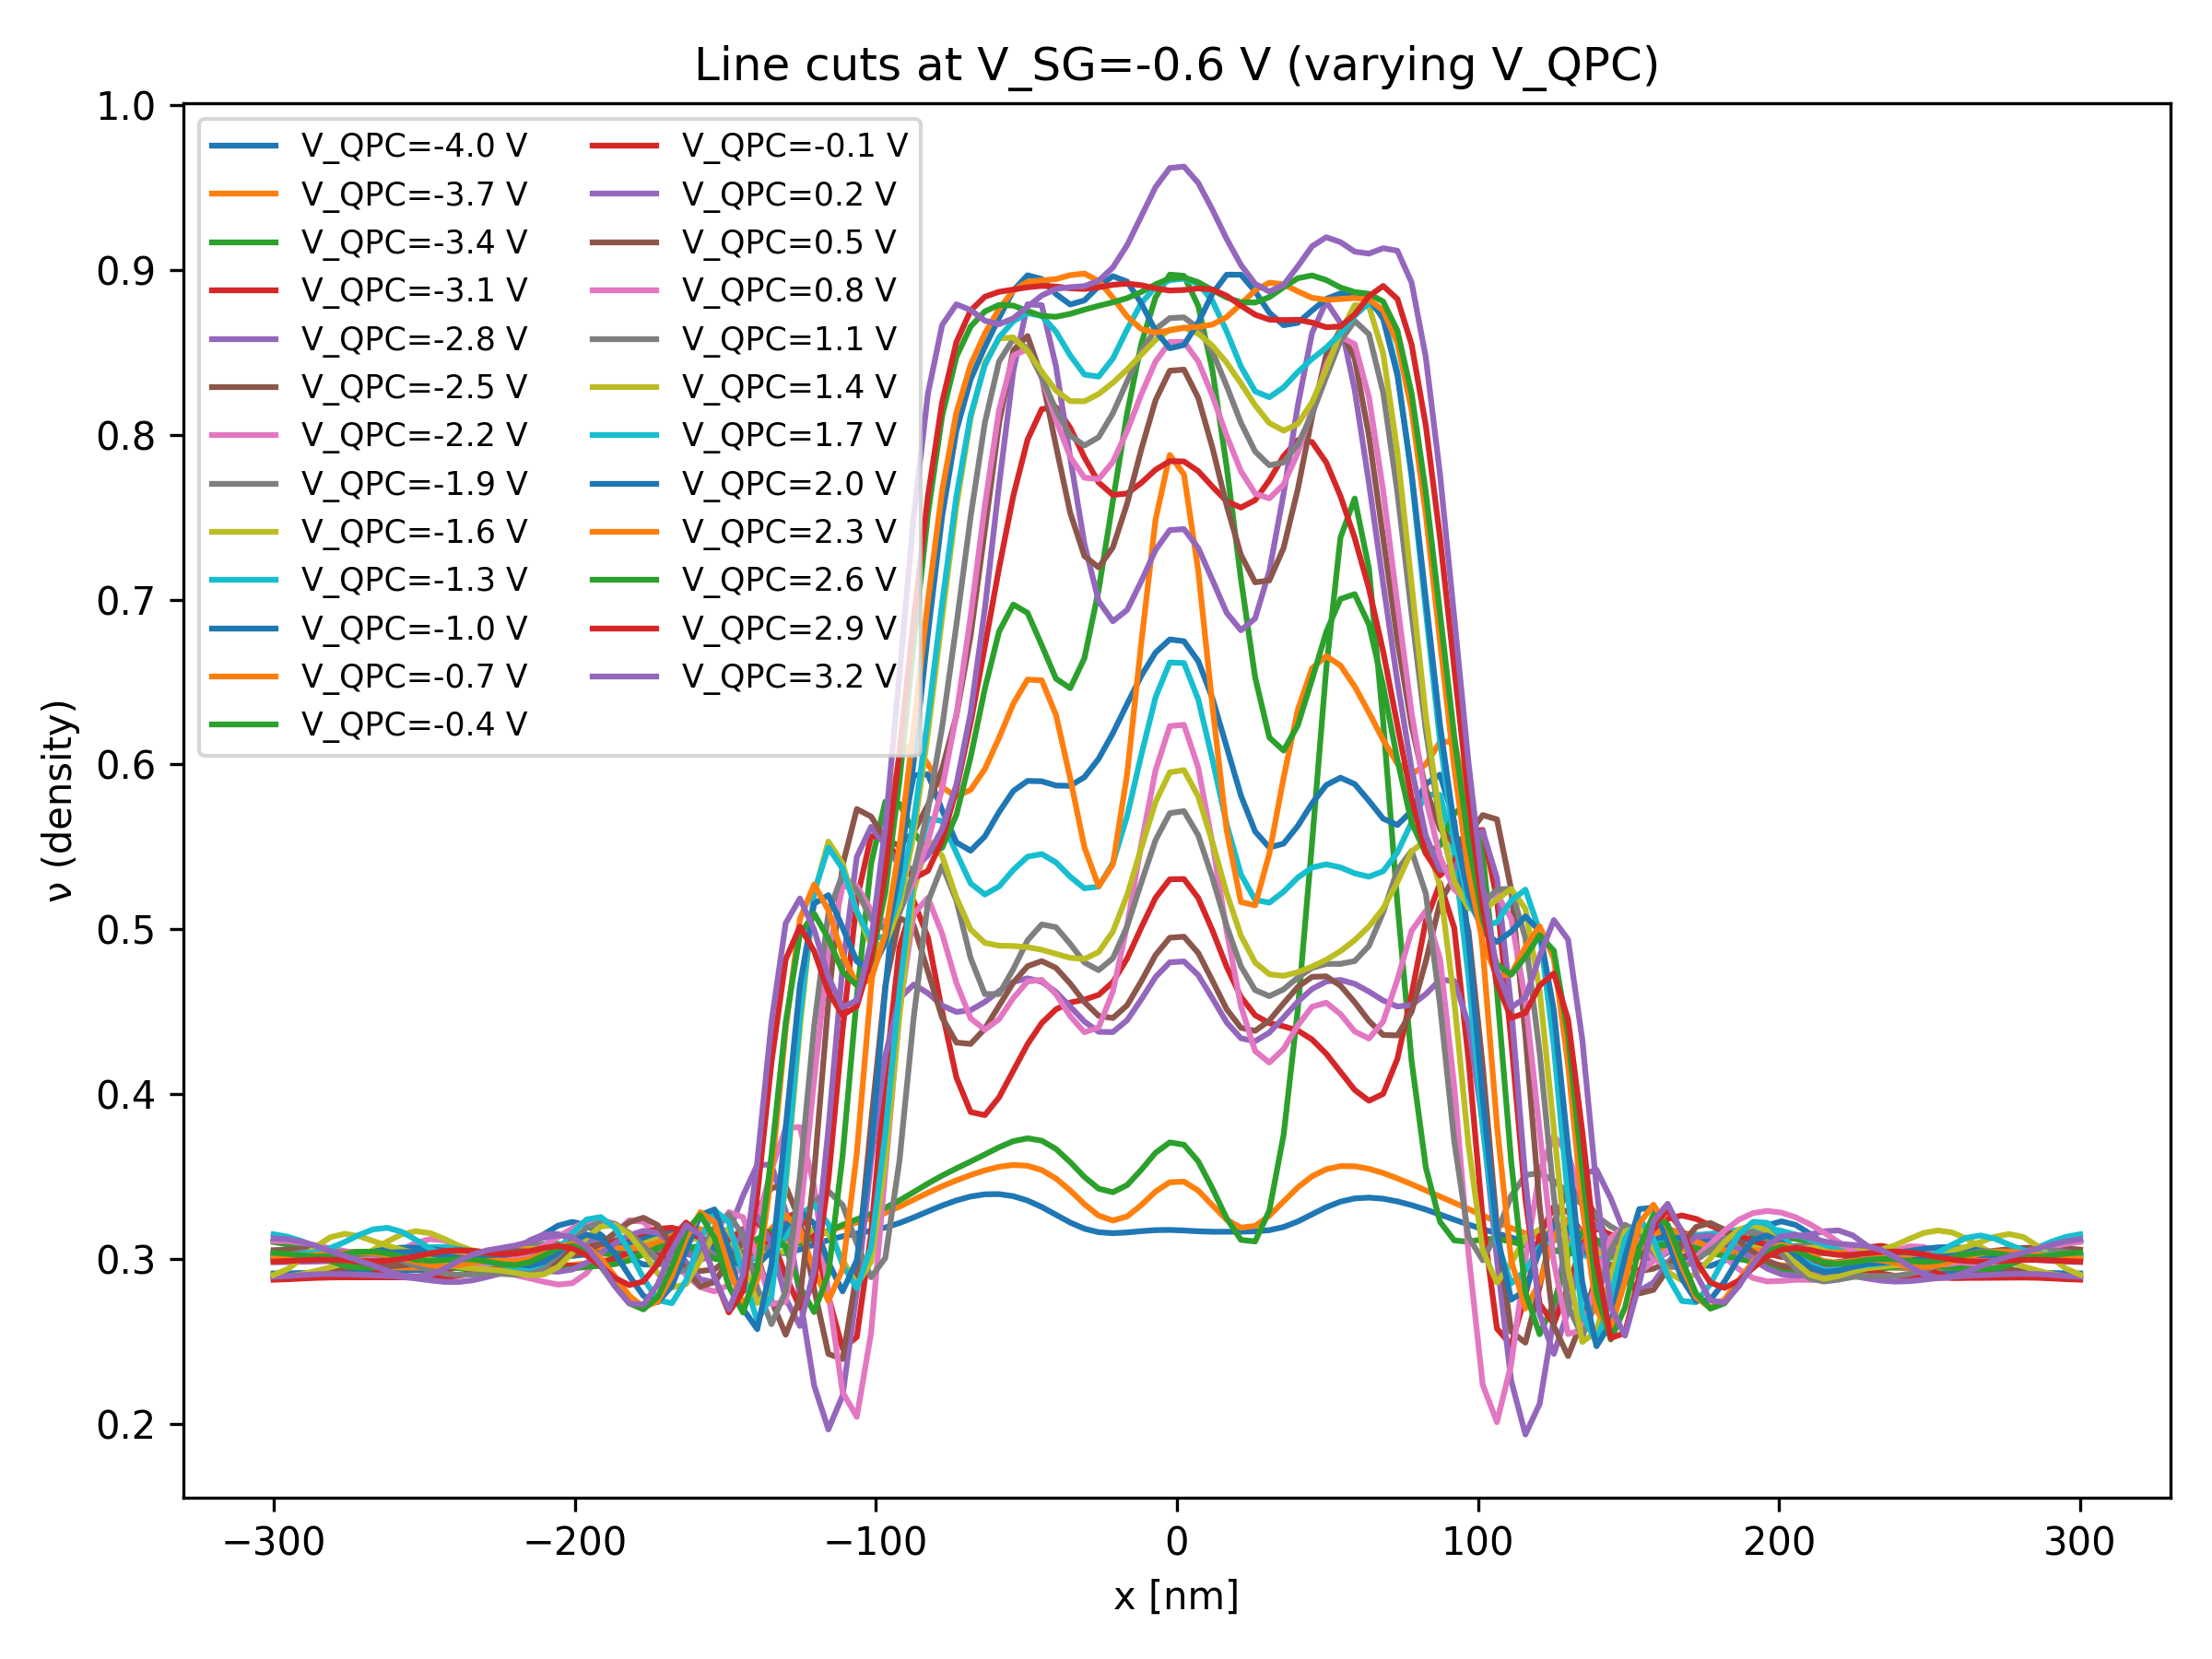 Line cuts at V_SG=-0.6 V (varying V_QPC)
1.0
0.9
0.8
0.7
0.6
0.5
0.4
0.3
0.2
ν (density)
V_QPC=-4.0 V
V_QPC=-3.7 V
V_QPC=-3.4 V
V_QPC=-3.1 V
V_QPC=-2.8 V
V_QPC=-2.5 V
V_QPC=-2.2 V
V_QPC=-1.9 V
V_QPC=-1.6 V
V_QPC=-1.3 V
V_QPC=-1.0 V
V_QPC=-0.7 V
V_QPC=-0.4 V
V_QPC=-0.1 V
V_QPC=0.2 V
V_QPC=0.5 V
V_QPC=0.8 V
V_QPC=1.1 V
V_QPC=1.4 V
V_QPC=1.7 V
V_QPC=2.0 V
V_QPC=2.3 V
V_QPC=2.6 V
V_QPC=2.9 V
V_QPC=3.2 V
−300 −200 −100 0 100 200 300
x [nm]